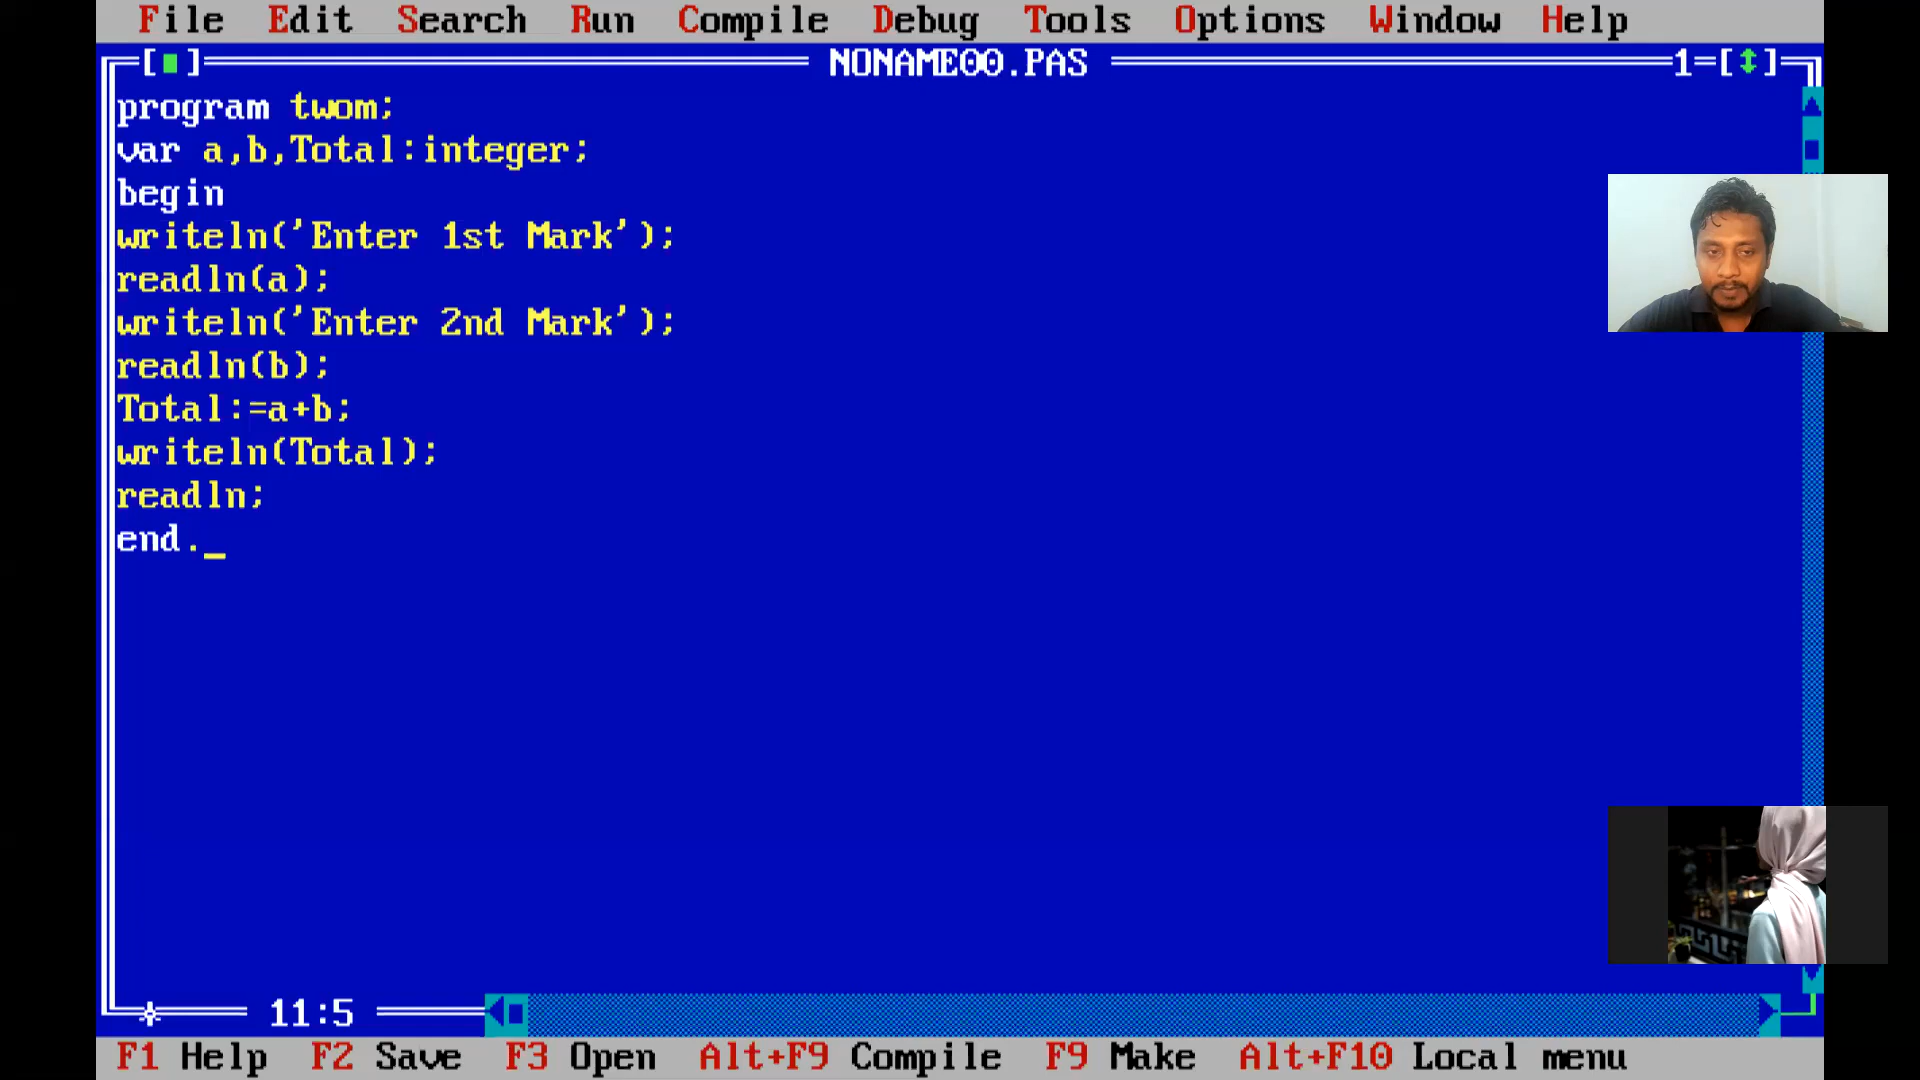 File Edit Search Run Compile Debug Tools Options Window Help
[■] NONAME00.PAS 1=[↕]
program twom;
var a,b,Total:integer;
begin
writeln('Enter 1st Mark');
readln(a);
writeln('Enter 2nd Mark');
readln(b);
Total:=a+b;
writeln(Total);
readln;
end._
11:5
F1 Help F2 Save F3 Open Alt+F9 Compile F9 Make Alt+F10 Local menu